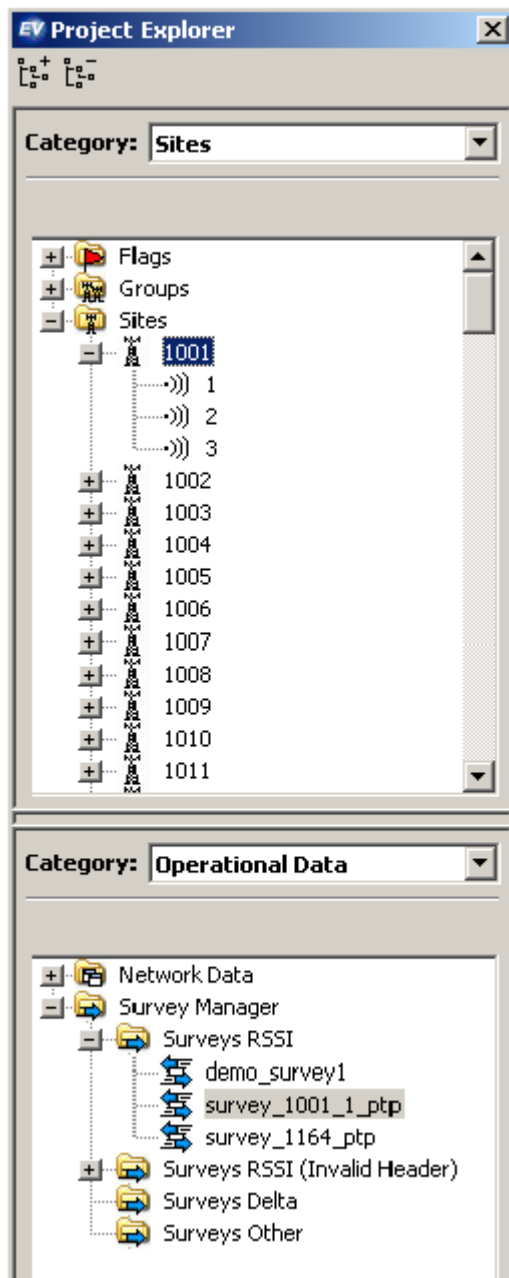 EV Project Explorer
Category: Sites
Flags
Groups
Sites
1001
1
2
3
1002
1003
1004
1005
1006
1007
1008
1009
1010
1011
Category: Operational Data
Network Data
Survey Manager
Surveys RSSI
demo_survey1
survey_1001_1_ptp
survey_1164_ptp
Surveys RSSI (Invalid Header)
Surveys Delta
Surveys Other